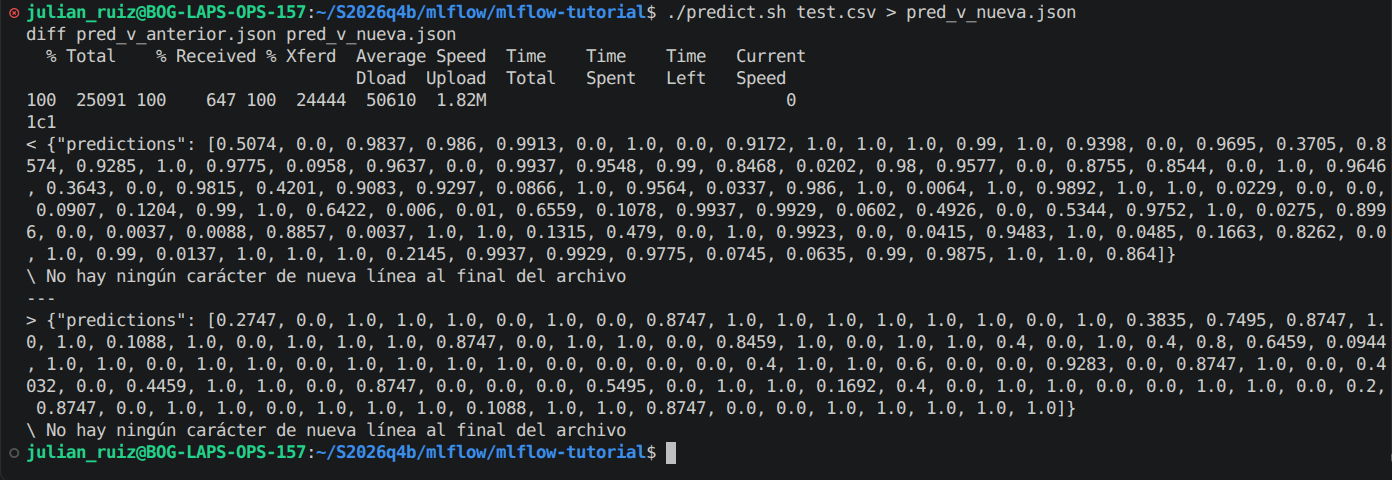 julian_ruiz@BOG-LAPS-OPS-157:~/S2026q4b/mlflow/mlflow-tutorial$ ./predict.sh test.csv > pred_v_nueva.json
diff pred_v_anterior.json pred_v_nueva.json
  % Total    % Received % Xferd  Average Speed  Time    Time    Time   Current
                                 Dload  Upload  Total   Spent   Left   Speed
100  25091 100    647 100  24444  50610  1.82M                              0
1c1
< {"predictions": [0.5074, 0.0, 0.9837, 0.986, 0.9913, 0.0, 1.0, 0.0, 0.9172, 1.0, 1.0, 1.0, 0.99, 1.0, 0.9398, 0.0, 0.9695, 0.3705, 0.8
574, 0.9285, 1.0, 0.9775, 0.0958, 0.9637, 0.0, 0.9937, 0.9548, 0.99, 0.8468, 0.0202, 0.98, 0.9577, 0.0, 0.8755, 0.8544, 0.0, 1.0, 0.9646
, 0.3643, 0.0, 0.9815, 0.4201, 0.9083, 0.9297, 0.0866, 1.0, 0.9564, 0.0337, 0.986, 1.0, 0.0064, 1.0, 0.9892, 1.0, 1.0, 0.0229, 0.0, 0.0,
 0.0907, 0.1204, 0.99, 1.0, 0.6422, 0.006, 0.01, 0.6559, 0.1078, 0.9937, 0.9929, 0.0602, 0.4926, 0.0, 0.5344, 0.9752, 1.0, 0.0275, 0.899
6, 0.0, 0.0037, 0.0088, 0.8857, 0.0037, 1.0, 1.0, 0.1315, 0.479, 0.0, 1.0, 0.9923, 0.0, 0.0415, 0.9483, 1.0, 0.0485, 0.1663, 0.8262, 0.0
, 1.0, 0.99, 0.0137, 1.0, 1.0, 1.0, 0.2145, 0.9937, 0.9929, 0.9775, 0.0745, 0.0635, 0.99, 0.9875, 1.0, 1.0, 0.864]}
\ No hay ningún carácter de nueva línea al final del archivo
---
> {"predictions": [0.2747, 0.0, 1.0, 1.0, 1.0, 0.0, 1.0, 0.0, 0.8747, 1.0, 1.0, 1.0, 1.0, 1.0, 1.0, 0.0, 1.0, 0.3835, 0.7495, 0.8747, 1.
0, 1.0, 0.1088, 1.0, 0.0, 1.0, 1.0, 1.0, 0.8747, 0.0, 1.0, 1.0, 0.0, 0.8459, 1.0, 0.0, 1.0, 1.0, 0.4, 0.0, 1.0, 0.4, 0.8, 0.6459, 0.0944
, 1.0, 1.0, 0.0, 1.0, 1.0, 0.0, 1.0, 1.0, 1.0, 1.0, 0.0, 0.0, 0.0, 0.0, 0.4, 1.0, 1.0, 0.6, 0.0, 0.0, 0.9283, 0.0, 0.8747, 1.0, 0.0, 0.4
032, 0.0, 0.4459, 1.0, 1.0, 0.0, 0.8747, 0.0, 0.0, 0.0, 0.5495, 0.0, 1.0, 1.0, 0.1692, 0.4, 0.0, 1.0, 1.0, 0.0, 0.0, 1.0, 1.0, 0.0, 0.2,
 0.8747, 0.0, 1.0, 1.0, 0.0, 1.0, 1.0, 1.0, 0.1088, 1.0, 1.0, 0.8747, 0.0, 0.0, 1.0, 1.0, 1.0, 1.0, 1.0]}
\ No hay ningún carácter de nueva línea al final del archivo
julian_ruiz@BOG-LAPS-OPS-157:~/S2026q4b/mlflow/mlflow-tutorial$